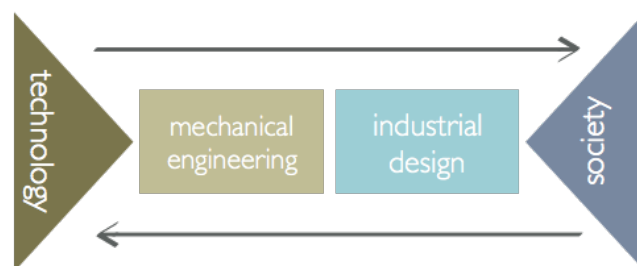 technology
mechanical
engineering
industrial
design
society